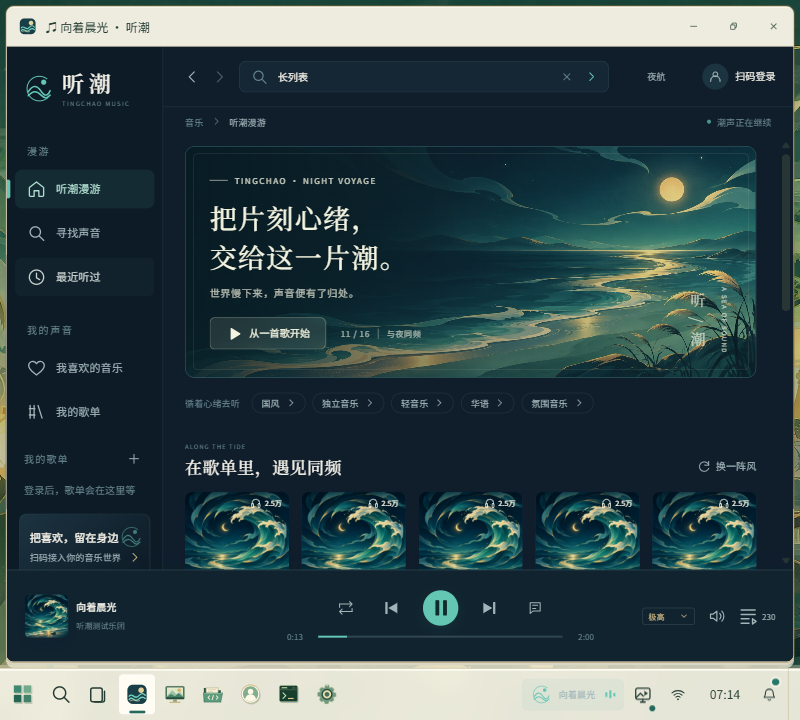 向着晨光 · 听潮
听潮
TINGCHAO MUSIC
长列表
夜航
扫码登录
音乐
听潮漫游
潮声正在继续
漫游
听潮漫游
寻找声音
最近听过
我的声音
我喜欢的音乐
我的歌单
我的歌单
登录后，歌单会在这里等
把喜欢，留在身边
扫码接入你的音乐世界
TINGCHAO · NIGHT VOYAGE
把片刻心绪，
交给这一片潮。
世界慢下来，声音便有了归处。
从一首歌开始
11 / 16
与夜同频
听潮
A SEA OF SOUND
循着心绪去听
国风
独立音乐
轻音乐
华语
氛围音乐
ALONG THE TIDE
在歌单里，遇见同频
换一阵风
2.5万
2.5万
2.5万
2.5万
2.5万
向着晨光
听潮测试乐团
0:13
2:00
极高
230
向着晨光
07:14